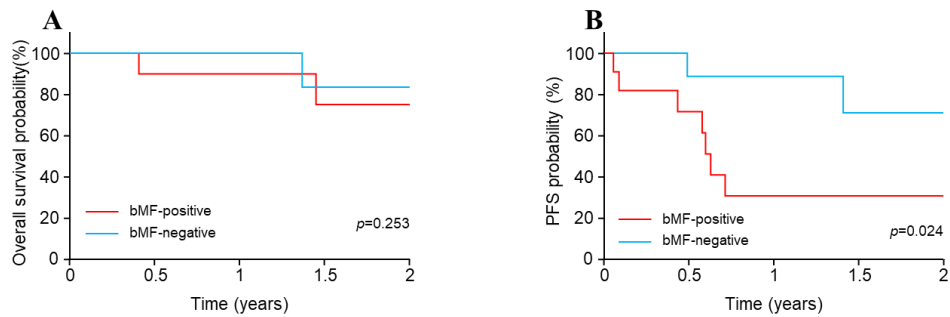 A
Overall survival probability(%)
100
80
60
40
20
0
bMF-positive
bMF-negative
p=0.253
0
0.5
1
1.5
2
Time (years)
B
PFS probability (%)
100
80
60
40
20
0
bMF-positive
bMF-negative
p=0.024
0
0.5
1
1.5
2
Time (years)